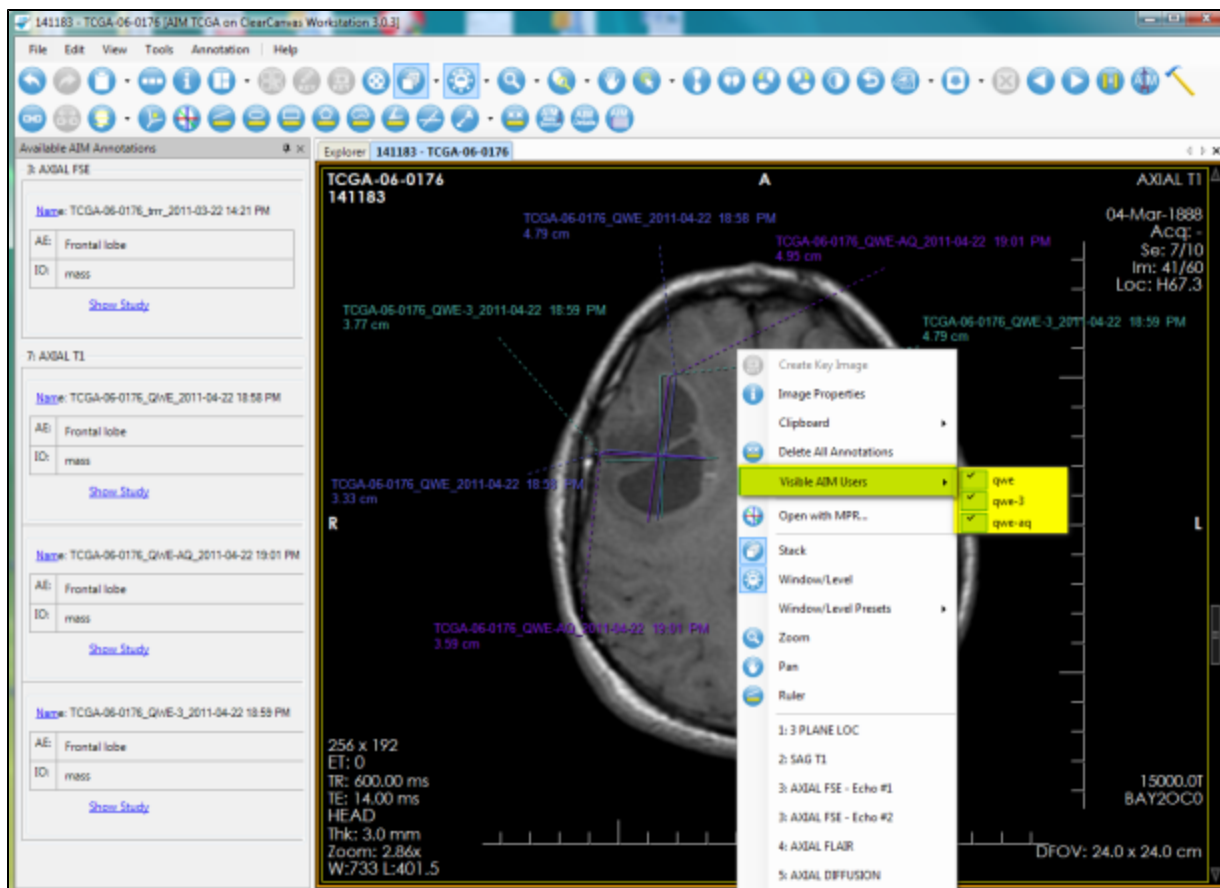 141183 - TCGA-06-0176 [AIM TCGA on ClearCanvas Workstation 3.0.3]
File Edit View Tools Annotation Help
Available AIM Annotations
3: AXIAL FSE
Name: TCGA-06-0176_trrr_2011-03-22 14:21 PM
AE: Frontal lobe
IO: mass
Show Study
7: AXIAL T1
Name: TCGA-06-0176_QWE_2011-04-22 18:58 PM
AE: Frontal lobe
IO: mass
Show Study
Name: TCGA-06-0176_QWE-AQ_2011-04-22 19:01 PM
AE: Frontal lobe
IO: mass
Show Study
Name: TCGA-06-0176_QWE-3_2011-04-22 18:59 PM
AE: Frontal lobe
IO: mass
Show Study
Explorer 141183 - TCGA-06-0176
TCGA-06-0176
141183
A
AXIAL T1
04-Mar-1888
Acq: -
Se: 7/10
Im: 41/60
Loc: H67.3
TCGA-06-0176_QWE_2011-04-22 18:58 PM
4.79 cm
TCGA-06-0176_QWE-AQ_2011-04-22 19:01 PM
4.95 cm
TCGA-06-0176_QWE-3_2011-04-22 18:59 PM
3.77 cm
TCGA-06-0176_QWE-3_2011-04-22 18:59 PM
4.79 cm
TCGA-06-0176_QWE_2011-04-22 18:58 PM
3.33 cm
R
L
TCGA-06-0176_QWE-AQ_2011-04-22 19:01 PM
3.59 cm
Create Key Image
Image Properties
Clipboard
Delete All Annotations
Visible AIM Users
qwe
qwe-3
qwe-aq
Open with MPR...
Stack
Window/Level
Window/Level Presets
Zoom
Pan
Ruler
1: 3 PLANE LOC
2: SAG T1
3: AXIAL FSE - Echo #1
3: AXIAL FSE - Echo #2
4: AXIAL FLAIR
5: AXIAL DIFFUSION
256 x 192
ET: 0
TR: 600.00 ms
TE: 14.00 ms
HEAD
Thk: 3.0 mm
Zoom: 2.86x
W:733 L:401.5
15000.0T
BAY2OC0
DFOV: 24.0 x 24.0 cm